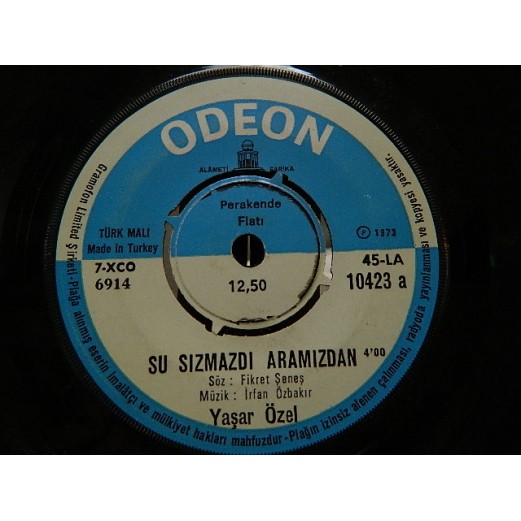 ODEON
ALÂMETİ FARİKA
Perakende
Fiatı
12,50
TÜRK MALI
Made in Turkey
7-XCO
6914
℗ 1973
45-LA
10423 a
SU SIZMAZDI ARAMIZDAN 4'00
Söz : Fikret Şeneş
Müzik : İrfan Özbakır
Yaşar Özel
Gramofon Limited Şirketi-Plağa alınmış eserin imalâtçı ve mülkiyet hakları mahfuzdur-Plağın izinsiz alenen çalınması, radyoda yayınlanması ve kopyesi yasaktır.